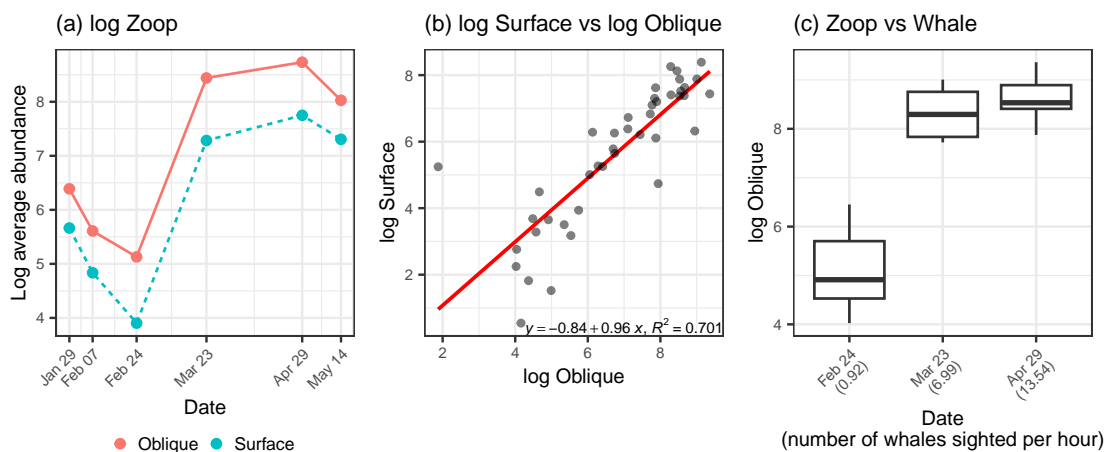 (a) log Zoop
Log average abundance
8
7
6
5
4
Jan 29
Feb 07
Feb 24
Mar 23
Apr 29
May 14
Date
Oblique
Surface
(b) log Surface vs log Oblique
log Surface
8
6
4
2
y = −0.84 + 0.96 x, R² = 0.701
2
4
6
8
log Oblique
(c) Zoop vs Whale
log Oblique
8
6
4
Feb 24
(0.92)
Mar 23
(6.99)
Apr 29
(13.54)
Date
(number of whales sighted per hour)